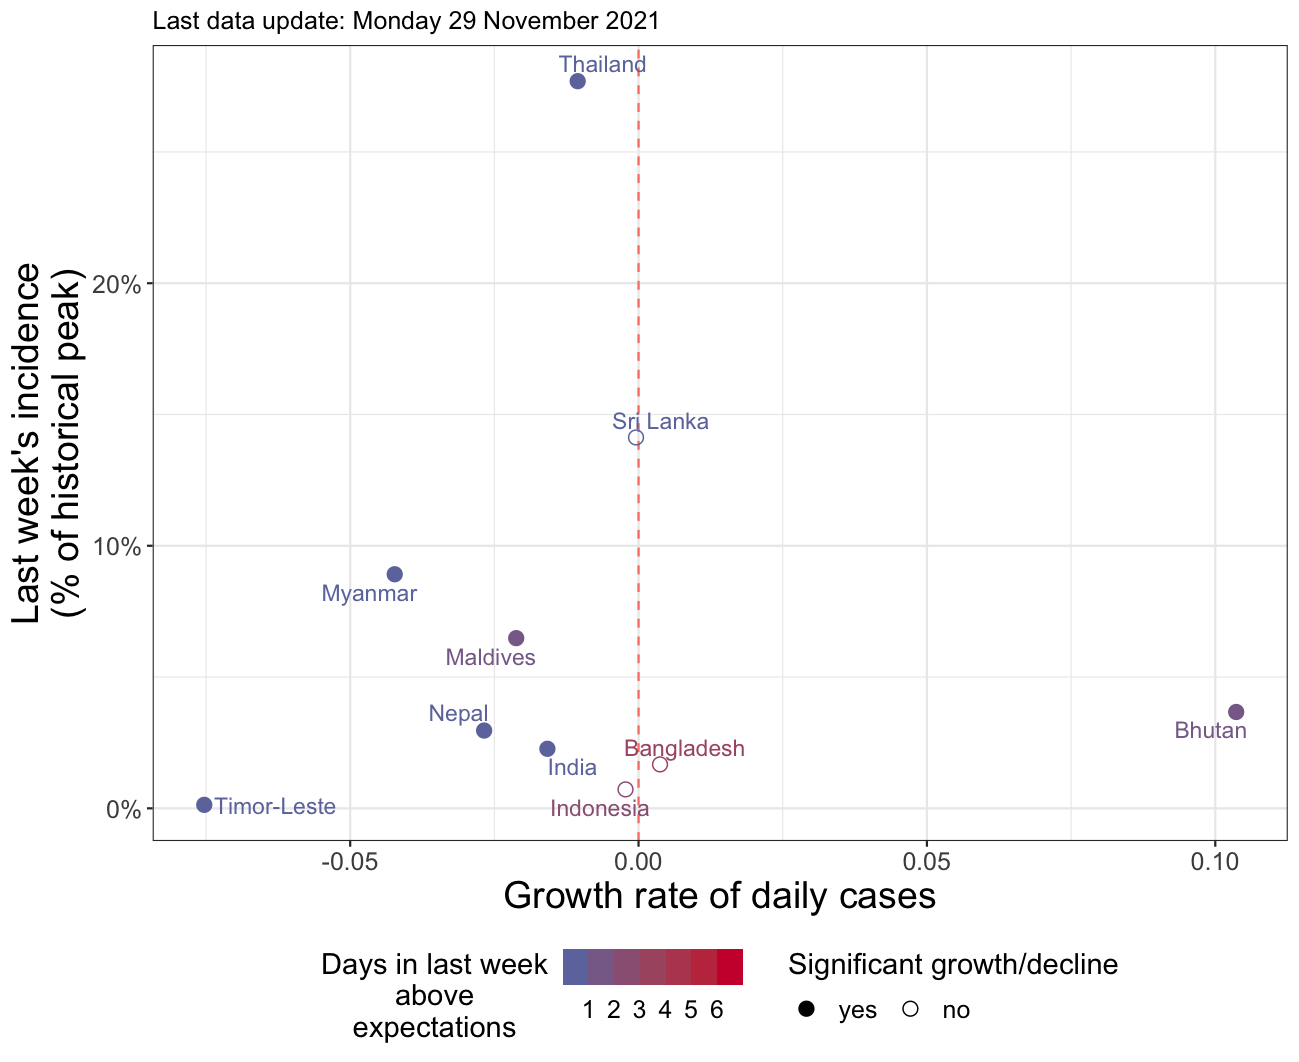 Last data update: Monday 29 November 2021
Thailand
20%
Sri Lanka
10%
Myanmar
Maldives
Nepal
Bhutan
Bangladesh
India
Timor-Leste
Indonesia
0%
Last week's incidence
(% of historical peak)
-0.05
0.00
0.05
0.10
Growth rate of daily cases
Days in last week
above
expectations
1 2 3 4 5 6
Significant growth/decline
yes
no